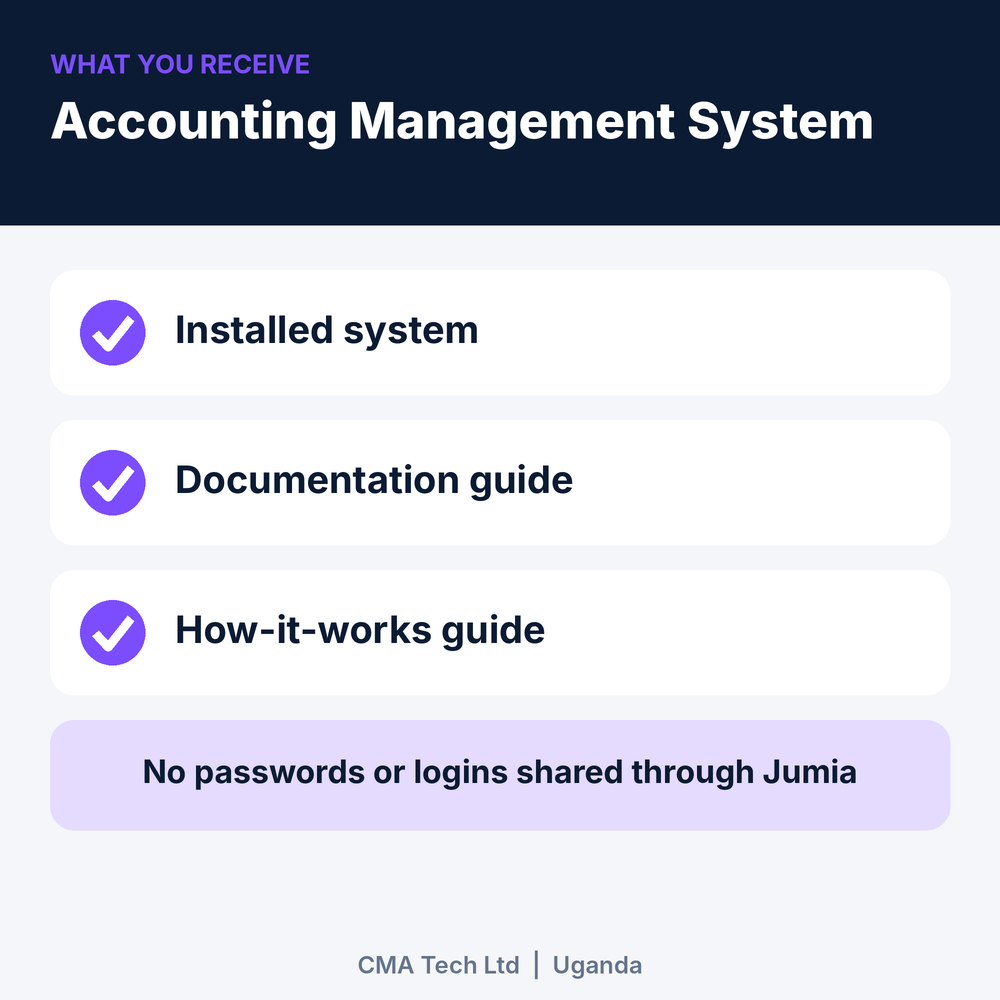 WHAT YOU RECEIVE
Accounting Management System
Installed system
Documentation guide
How-it-works guide
No passwords or logins shared through Jumia
CMA Tech Ltd | Uganda